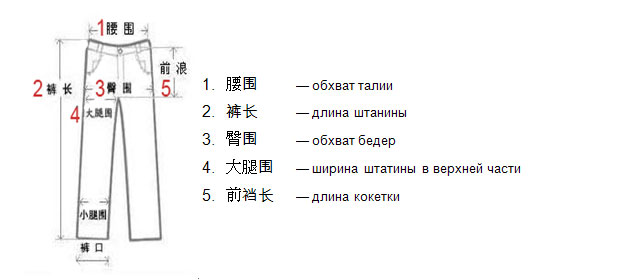 1 腰围
前浪
2 裤长
3 臀围
5
4 大腿围
小腿围
裤口
1. 腰围 — обхват талии
2. 裤长 — длина штанины
3. 臀围 — обхват бедер
4. 大腿围 — ширина штатины в верхней части
5. 前裆长 — длина кокетки